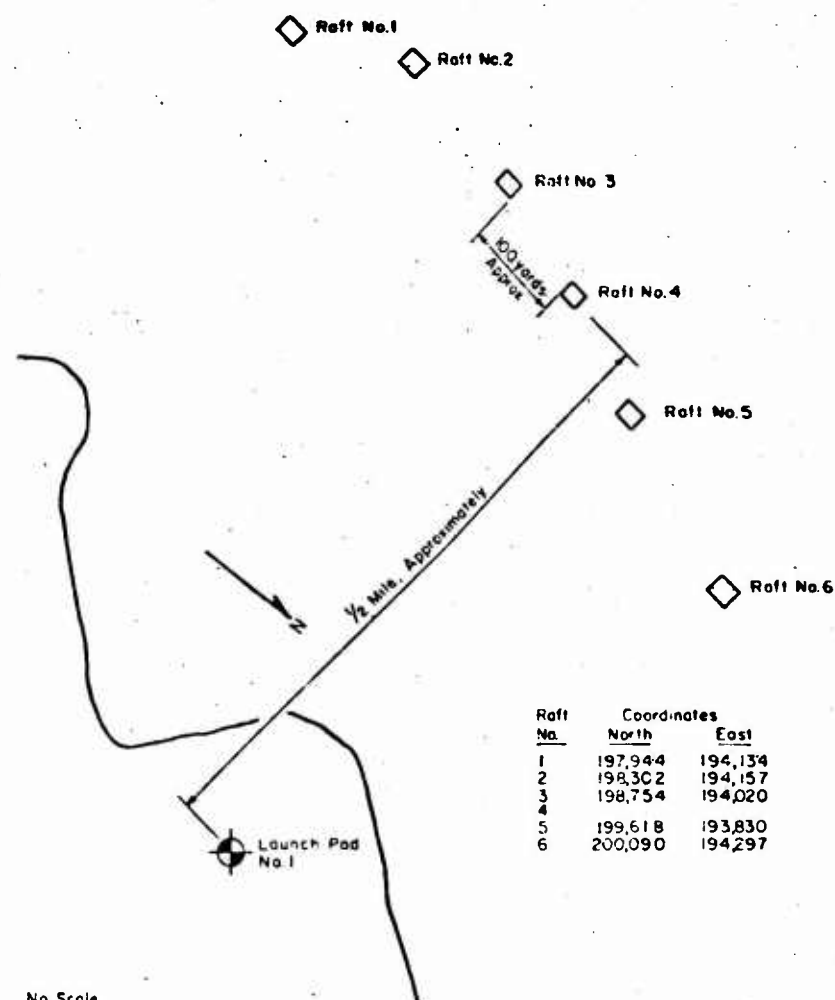 Raft No.1
Raft No.2
Raft No 3
100 yards
Approx
Raft No.4
Raft No.5
1/2 Mile, Approximately
N
Raft No.6
Raft Coordinates
No. North East
1 197,944 194,134
2 198,302 194,157
3 198,754 194,020
4
5 199,618 193,830
6 200,090 194,297
Launch Pad
No.1
No Scale